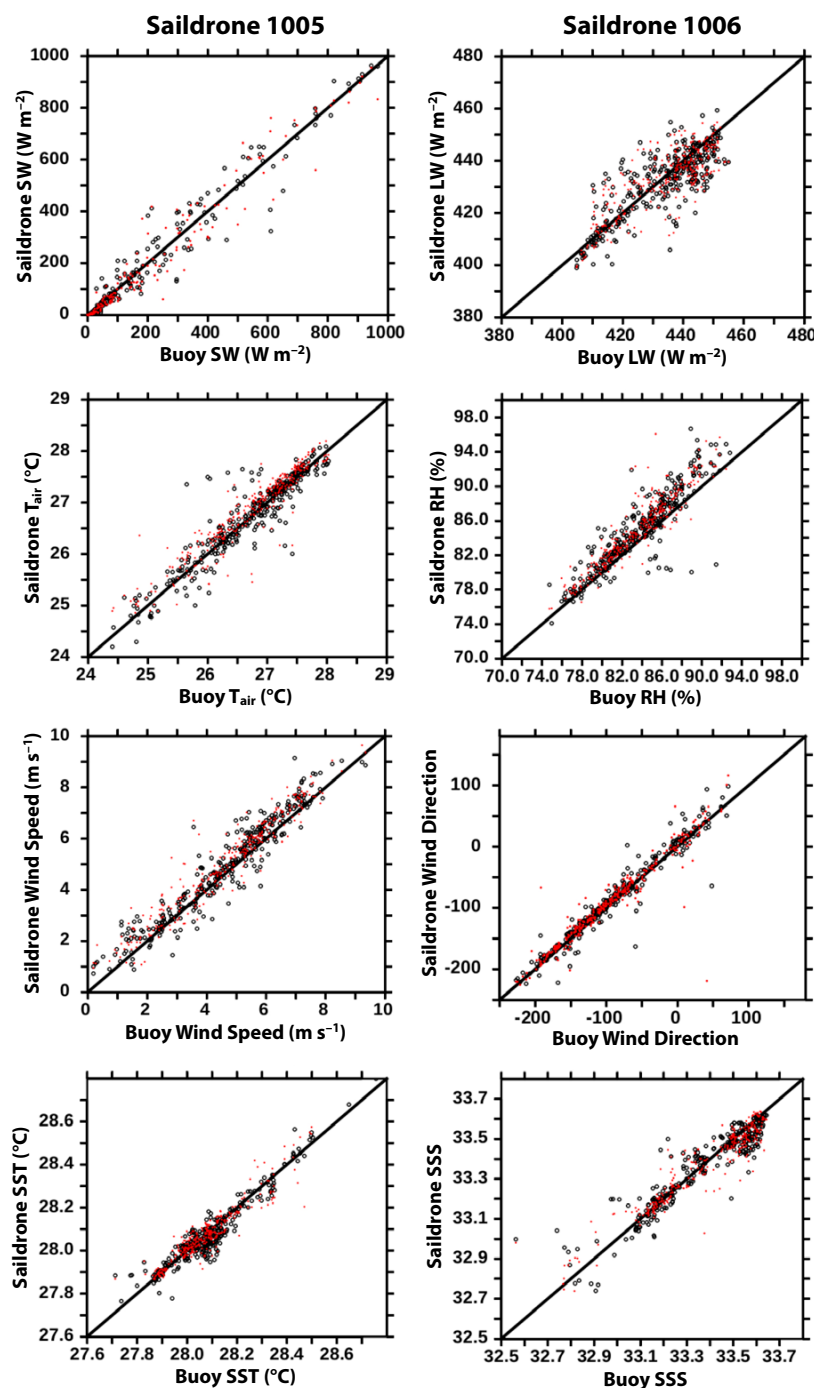 Saildrone 1005
Saildrone 1006
1000
800
600
400
200
0
Saildrone SW (W m⁻²)
0 200 400 600 800 1000
Buoy SW (W m⁻²)
480
460
440
420
400
380
Saildrone LW (W m⁻²)
380 400 420 440 460 480
Buoy LW (W m⁻²)
29
28
27
26
25
24
Saildrone Tair (°C)
24 25 26 27 28 29
Buoy Tair (°C)
98.0
94.0
90.0
86.0
82.0
78.0
74.0
70.0
Saildrone RH (%)
70.0 74.0 78.0 82.0 86.0 90.0 94.0 98.0
Buoy RH (%)
10
8
6
4
2
0
Saildrone Wind Speed (m s⁻¹)
0 2 4 6 8 10
Buoy Wind Speed (m s⁻¹)
100
0
-100
-200
Saildrone Wind Direction
-200 -100 0 100
Buoy Wind Direction
28.6
28.4
28.2
28.0
27.8
27.6
Saildrone SST (°C)
27.6 27.8 28.0 28.2 28.4 28.6
Buoy SST (°C)
33.7
33.5
33.3
33.1
32.9
32.7
32.5
Saildrone SSS
32.5 32.7 32.9 33.1 33.3 33.5 33.7
Buoy SSS